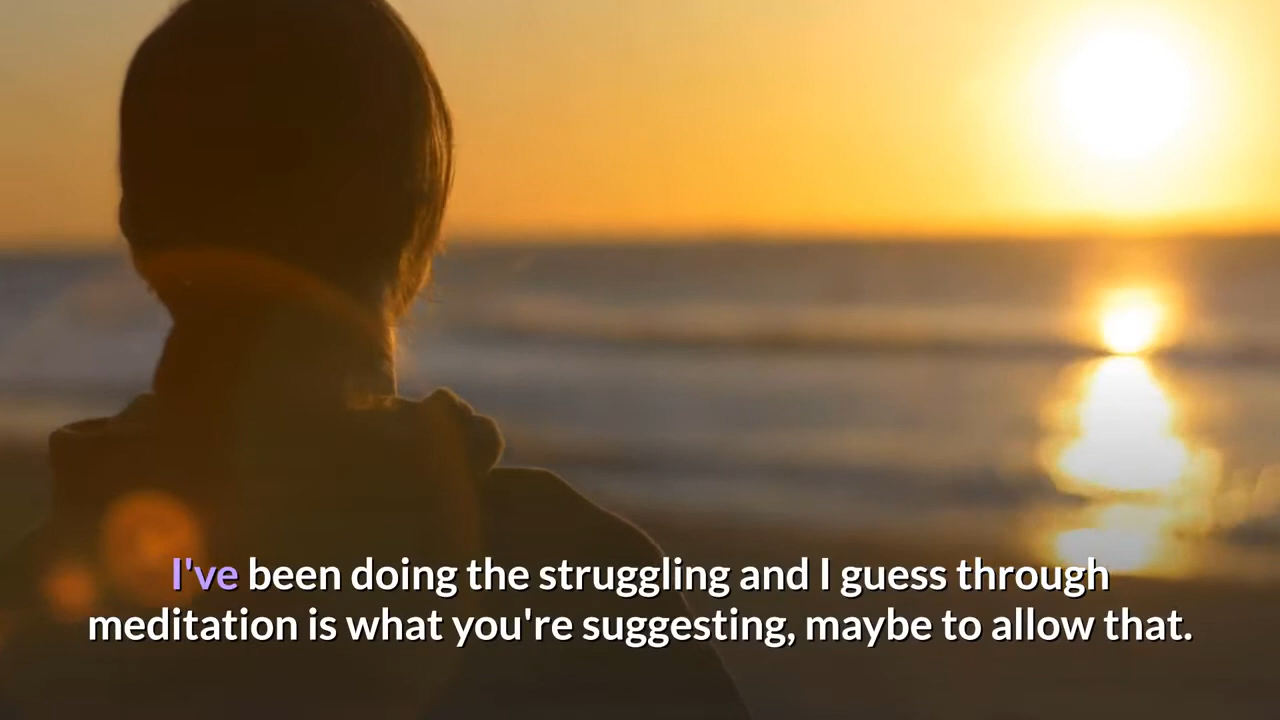 I've been doing the struggling and I guess through
meditation is what you're suggesting, maybe to allow that.